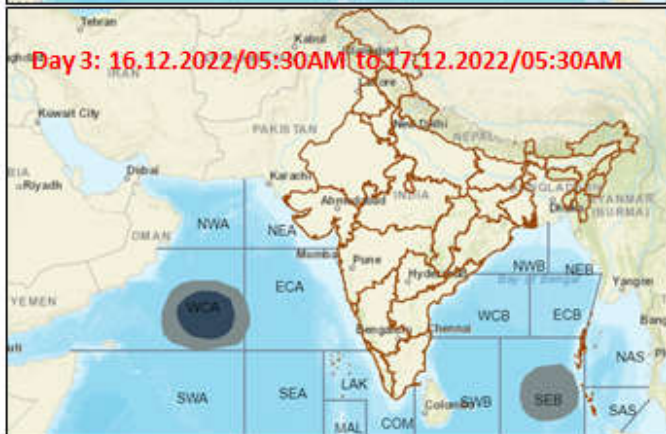 Tehran
Kabul
Day 3: 16.12.2022/05:30AM to 17.12.2022/05:30AM
IRAN
Lahore
Kuwait City
PAKISTAN
New Delhi
NEPAL
Dubai
Riyadh
Karachi
Ahmedabad
INDIA
BANGLADESH
MYANMAR
(BURMA)
OMAN
NWA
NEA
Mumbai
Pune
Hyderabad
NWB
NEB
Bay of Bengal
Yangon
ECA
WCA
YEMEN
WCB
ECB
Bengaluru
Chennai
NAS
LAK
SWA
SEA
SWB
SEB
SAS
Colombo
MAL
COM